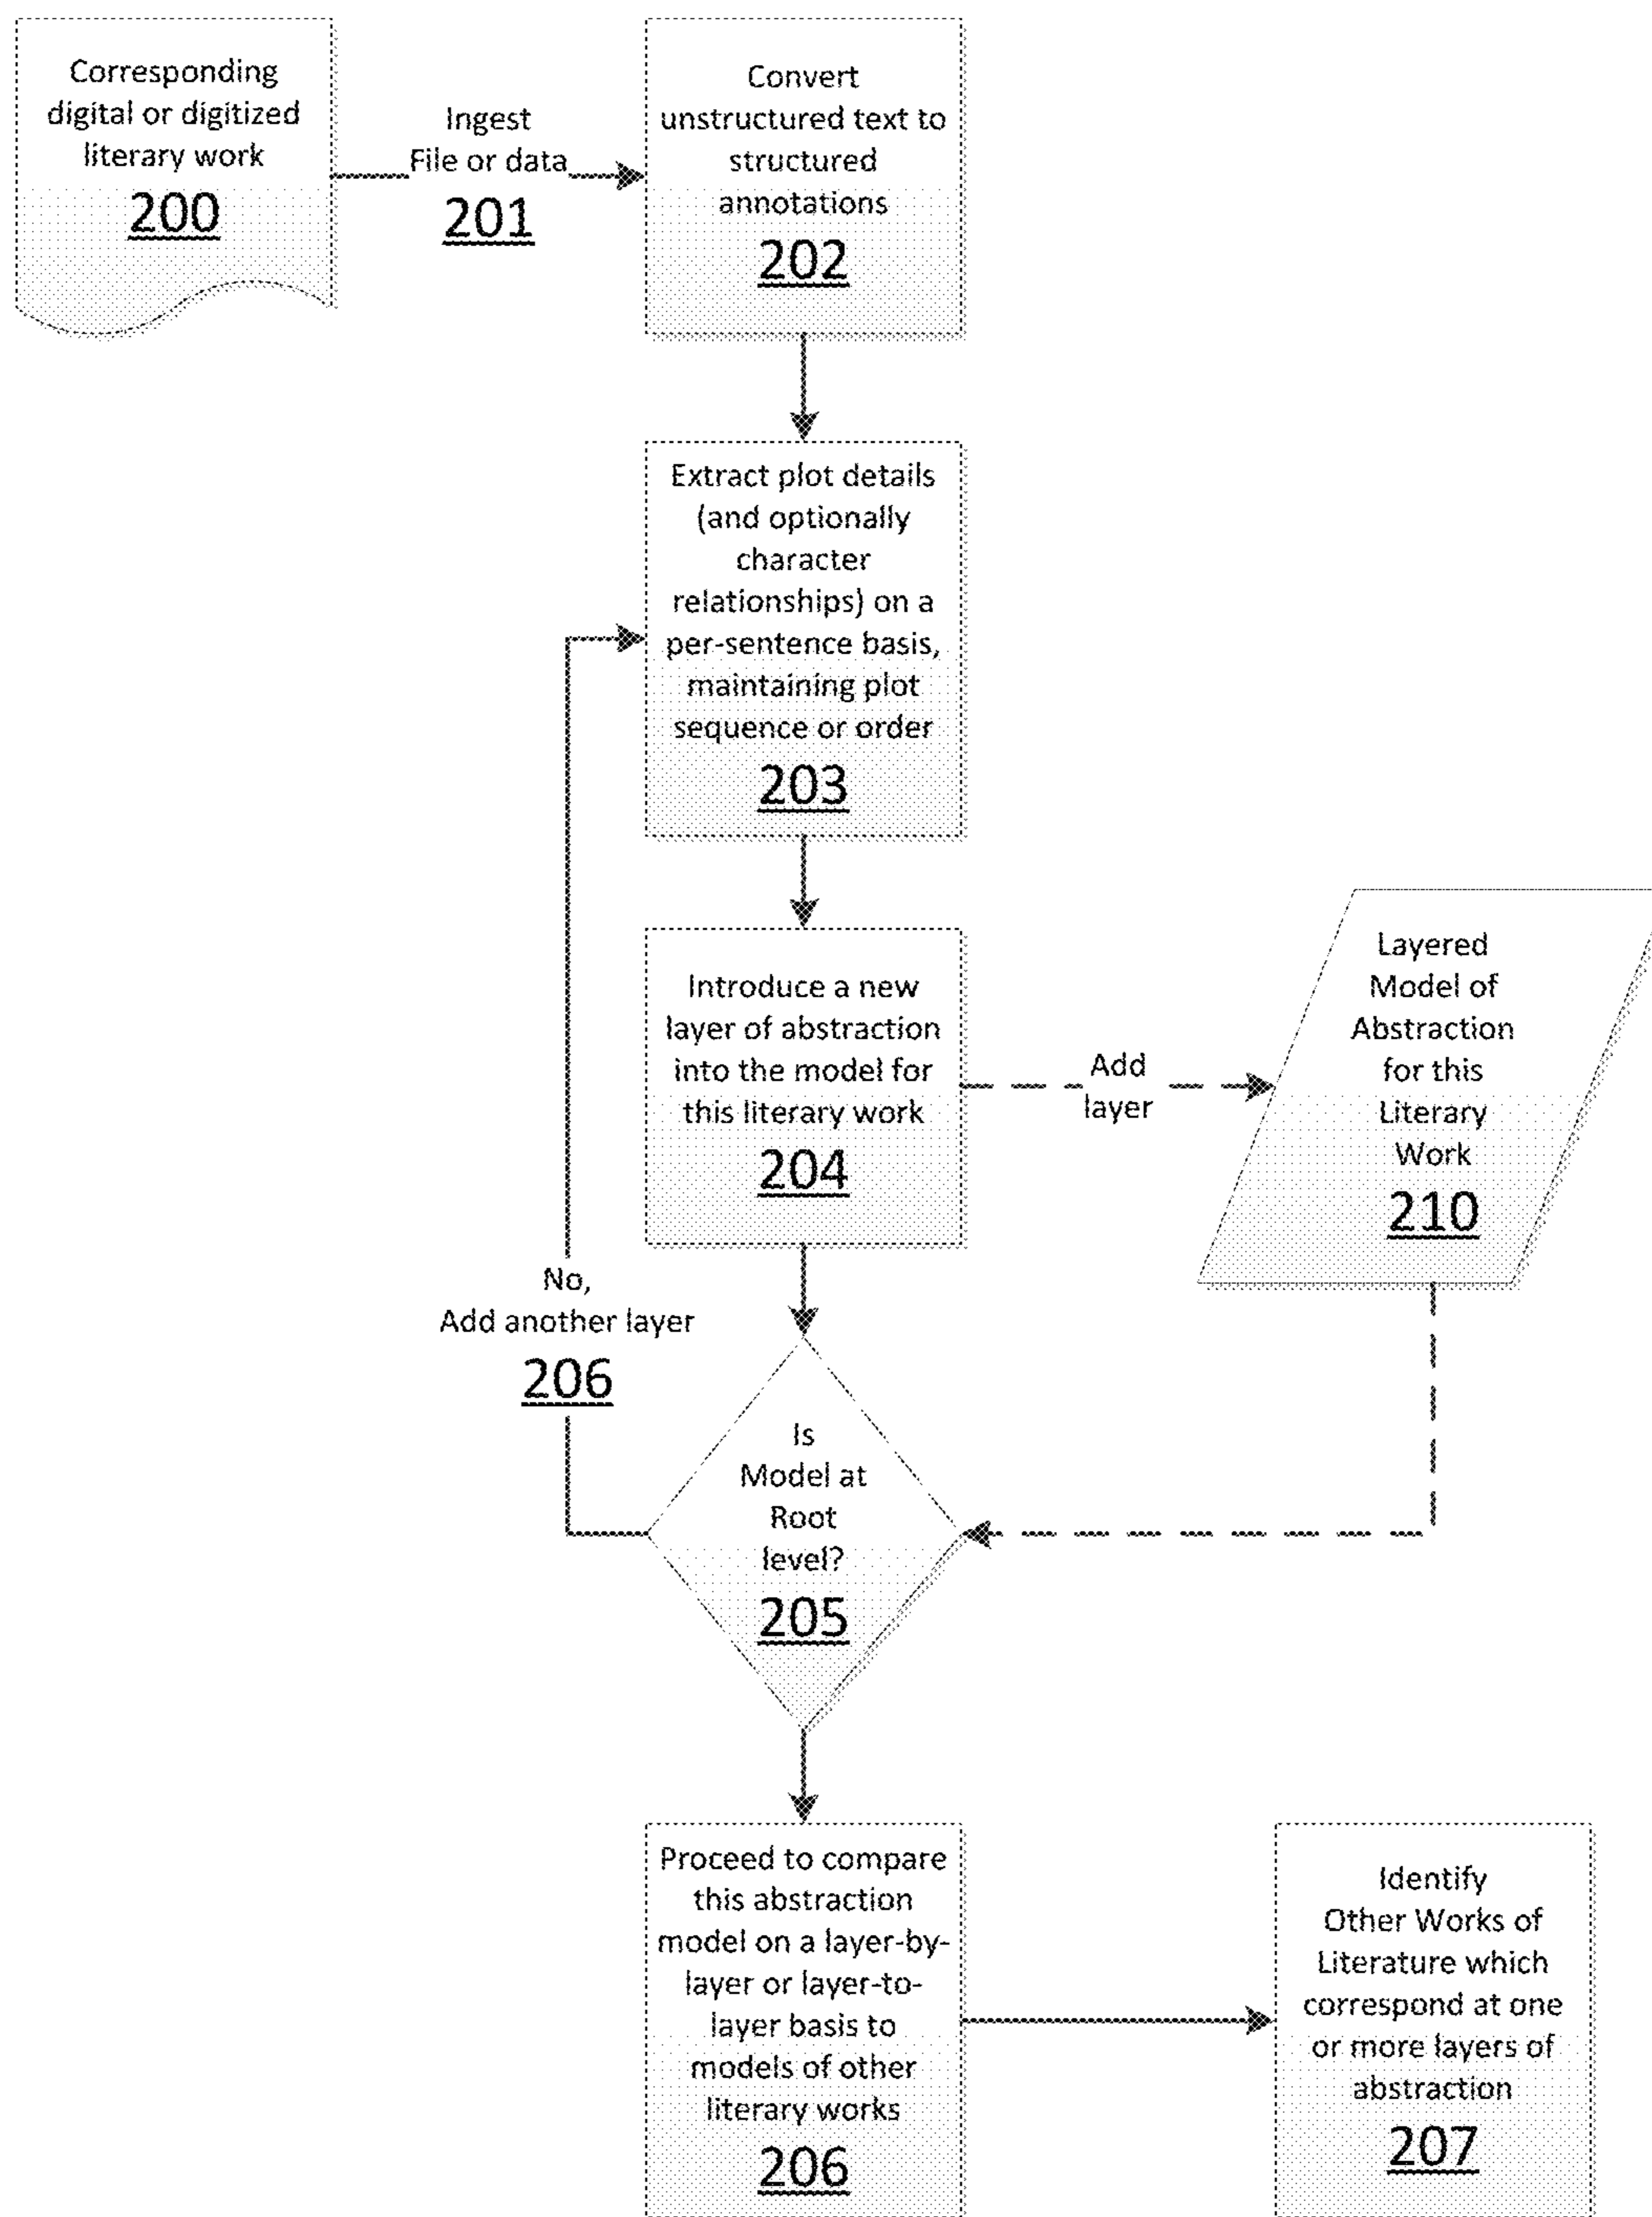 Corresponding
digital or digitized
literary work
200
Ingest
File or data
201
Convert
unstructured text to
structured
annotations
202
Extract plot details
(and optionally
character
relationships) on a
per-sentence basis,
maintaining plot
sequence or order
203
Introduce a new
layer of abstraction
into the model for
this literary work
204
Add
layer
Layered
Model of
Abstraction
for this
Literary
Work
210
No,
Add another layer
206
Is
Model at
Root
level?
205
Proceed to compare
this abstraction
model on a layer-by-
layer or layer-to-
layer basis to
models of other
literary works
206
Identify
Other Works of
Literature which
correspond at one
or more layers of
abstraction
207